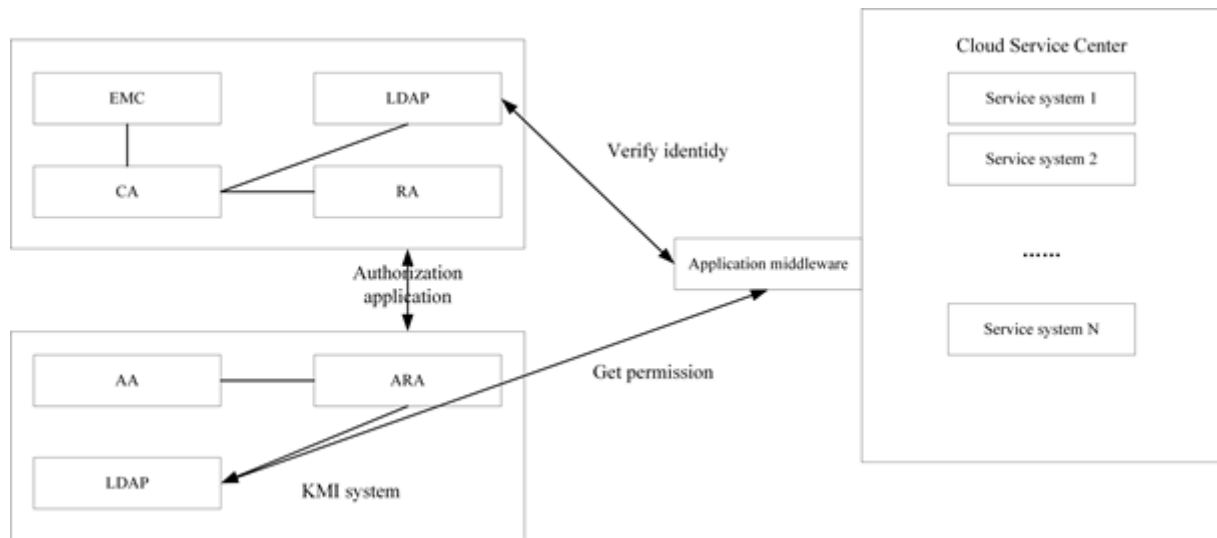 Cloud Service Center
EMC
LDAP
Service system 1
Verify identidy
Service system 2
CA
RA
Application middleware
......
Authorization
application
Service system N
AA
ARA
Get permission
LDAP
KMI system